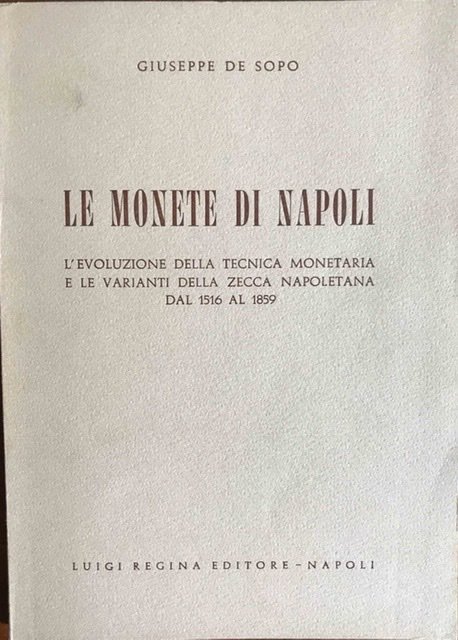 GIUSEPPE DE SOPO
LE MONETE DI NAPOLI
L'EVOLUZIONE DELLA TECNICA MONETARIA
E LE VARIANTI DELLA ZECCA NAPOLETANA
DAL 1516 AL 1859
LUIGI REGINA EDITORE - NAPOLI